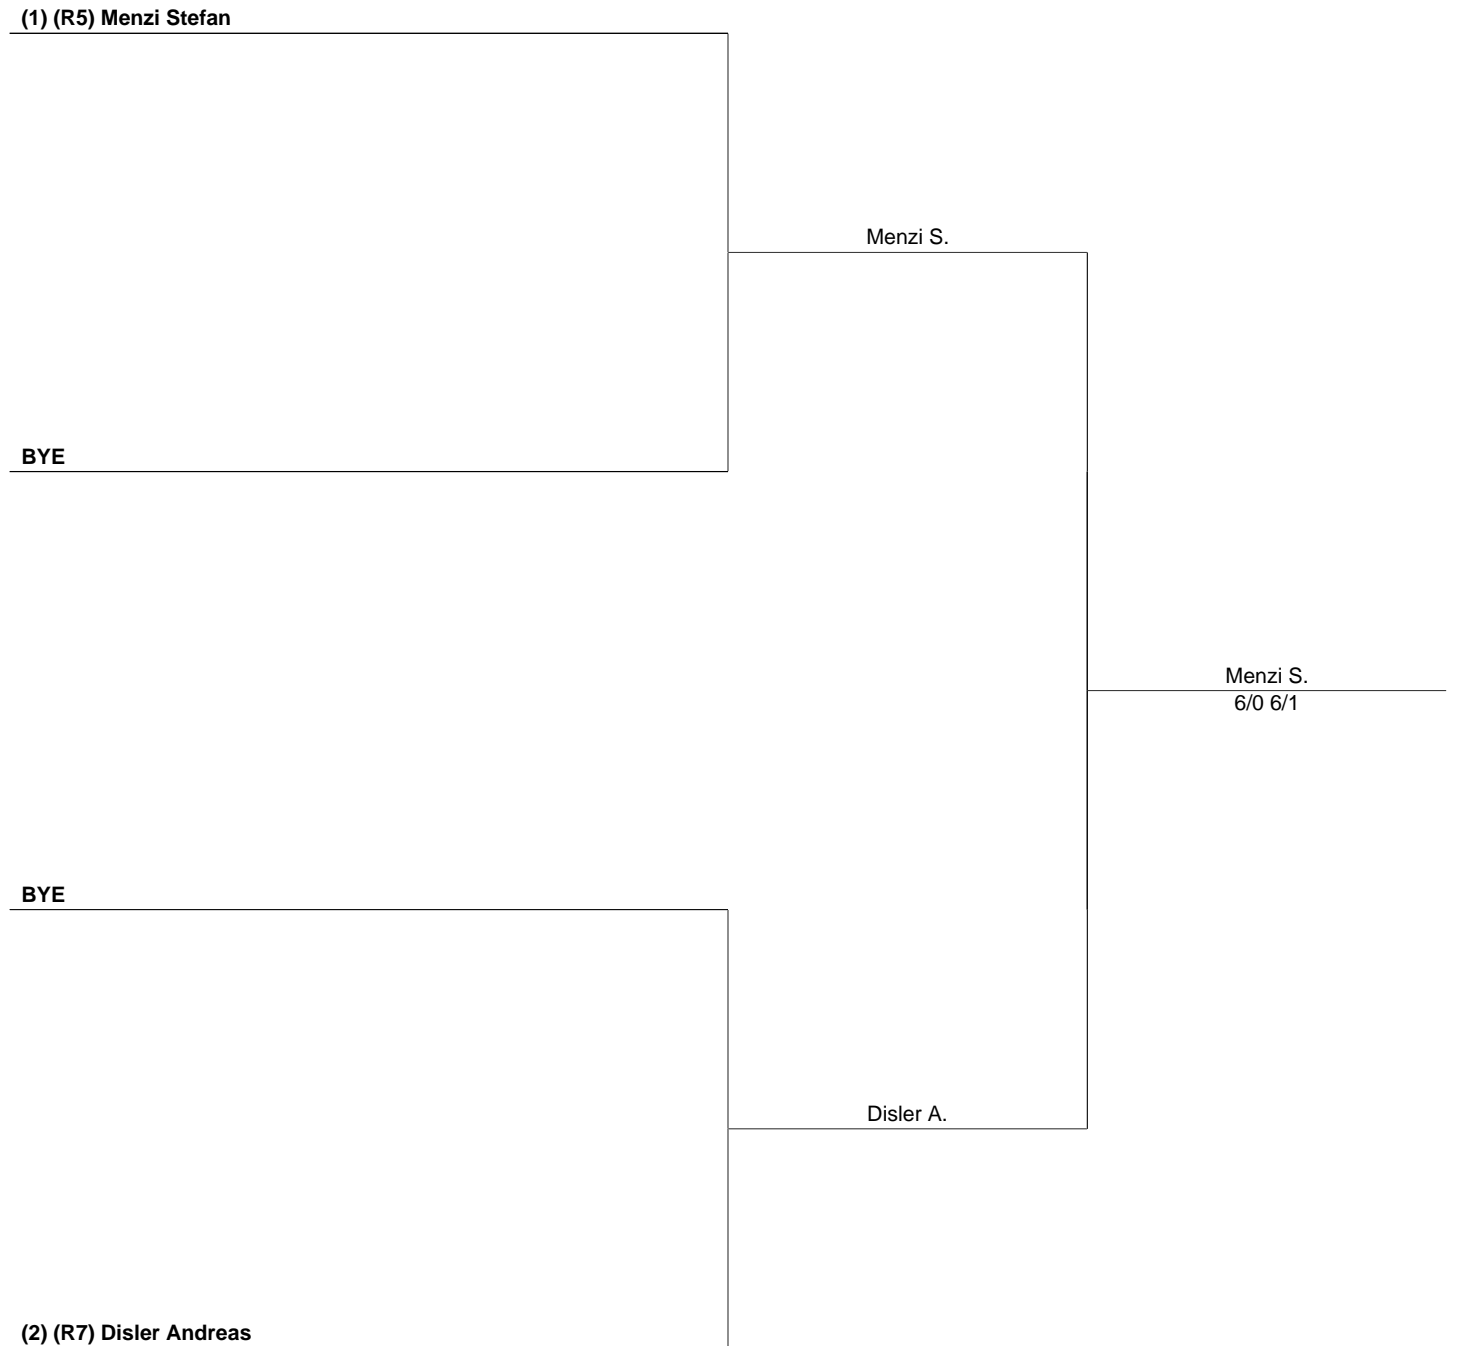 (1) (R5) Menzi Stefan
Menzi S.
BYE
Menzi S.
6/0 6/1
BYE
Disler A.
(2) (R7) Disler Andreas